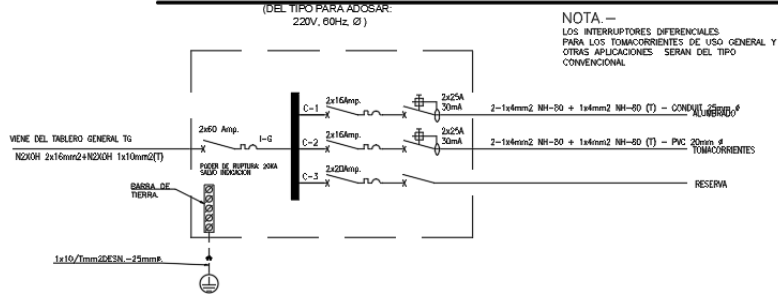 (DEL TIPO PARA ADOSAR:
220V, 60Hz, Ø )
NOTA.—
LOS INTERRUPTORES DIFERENCIALES
PARA LOS TOMACORRIENTES DE USO GENERAL Y
OTRAS APLICACIONES SERAN DEL TIPO
CONVENCIONAL
C-1
2x16Amp.
2x25A
30mA
2-1x4mm2 NH-80 + 1x4mm2 NH-80 (T) - CONDUIT 25mm ø
ALUMBRADO
2x60 Amp.
I-G
C-2
2x16Amp.
2x25A
30mA
2-1x4mm2 NH-80 + 1x4mm2 NH-80 (T) - PVC 20mm ø
TOMACORRIENTES
VIENE DEL TABLERO GENERAL TG
N2XOH 2x16mm2+N2XOH 1x10mm2(T)
PODER DE RUPTURA: 20KA
SALVO INDICACION
C-3
2x20Amp.
RESERVA
BARRA DE
TIERRA.
1x10/Tmm2DESN.-25mmø.